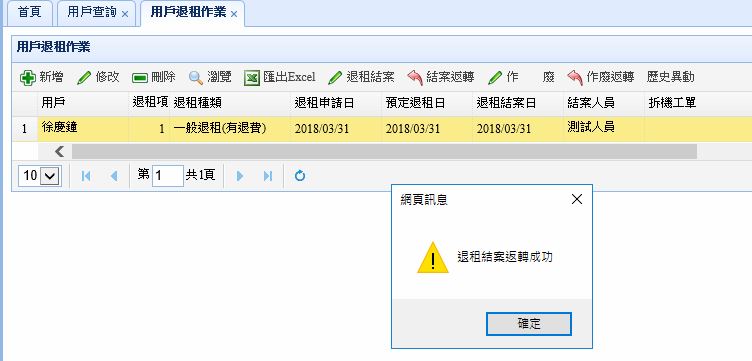 首頁 用戶查詢 × 用戶退租作業 ×
用戶退租作業
新增 修改 刪除 瀏覽 匯出Excel 退租結案 結案返轉 作 廢 作廢返轉 歷史異動
用戶 退租項 退租種類 退租申請日 預定退租日 退租結案日 結案人員 拆機工單
1 徐慶鐘 1 一般退租(有退費) 2018/03/31 2018/03/31 2018/03/31 測試人員
10 第 1 共1頁
網頁訊息
退租結案返轉成功
確定